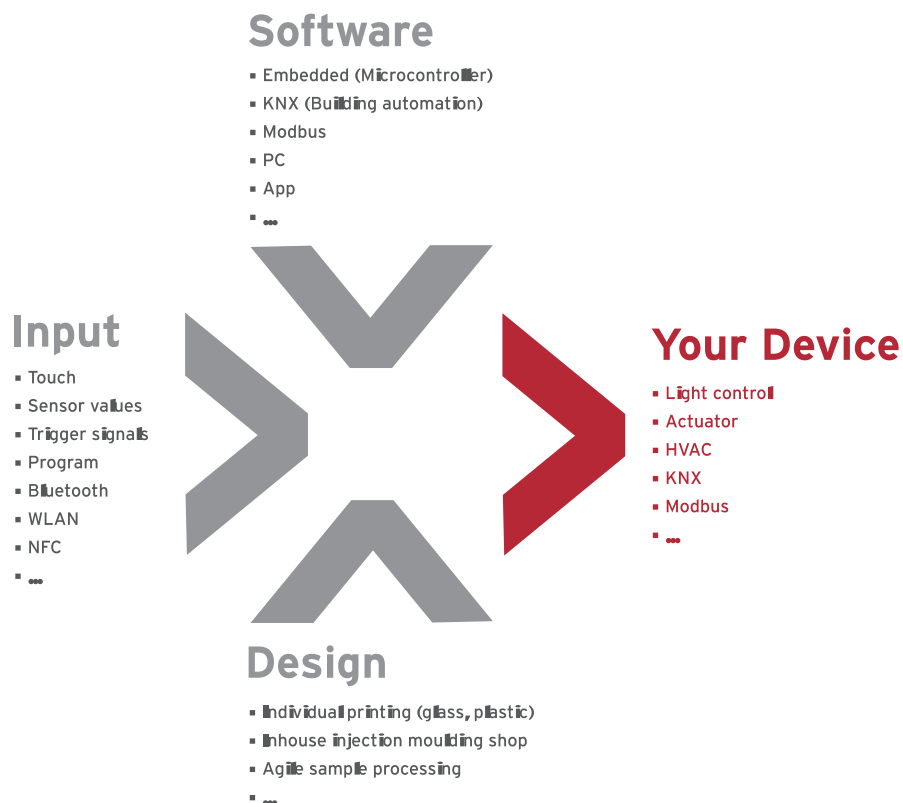 Software
▪ Embedded (Microcontroller)
▪ KNX (Building automation)
▪ Modbus
▪ PC
▪ App
▪ ...
Input
▪ Touch
▪ Sensor values
▪ Trigger signals
▪ Program
▪ Bluetooth
▪ WLAN
▪ NFC
▪ ...
Your Device
▪ Light control
▪ Actuator
▪ HVAC
▪ KNX
▪ Modbus
▪ ...
Design
▪ Individual printing (glass, plastic)
▪ Inhouse injection moulding shop
▪ Agile sample processing
▪ ...